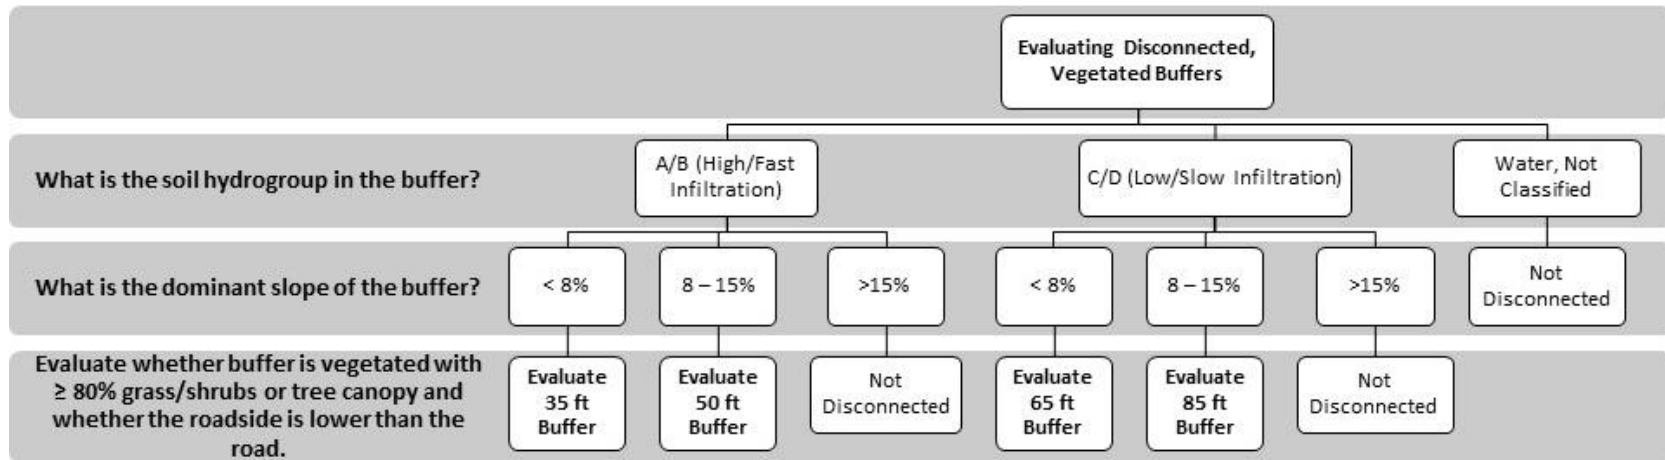 Evaluating Disconnected,
Vegetated Buffers
What is the soil hydrogroup in the buffer?
A/B (High/Fast
Infiltration)
C/D (Low/Slow Infiltration)
Water, Not
Classified
What is the dominant slope of the buffer?
< 8%
8 – 15%
>15%
< 8%
8 – 15%
>15%
Not
Disconnected
Evaluate whether buffer is vegetated with
≥ 80% grass/shrubs or tree canopy and
whether the roadside is lower than the
road.
Evaluate
35 ft
Buffer
Evaluate
50 ft
Buffer
Not
Disconnected
Evaluate
65 ft
Buffer
Evaluate
85 ft
Buffer
Not
Disconnected